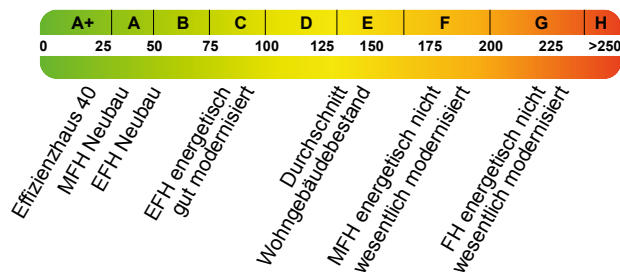 A+ A B C D E F G H
0 25 50 75 100 125 150 175 200 225 >250
Effizienzhaus 40
MFH Neubau
EFH Neubau
EFH energetisch
gut modernisiert
Durchschnitt
Wohngebäudebestand
MFH energetisch nicht
wesentlich modernisiert
FH energetisch nicht
wesentlich modernisiert